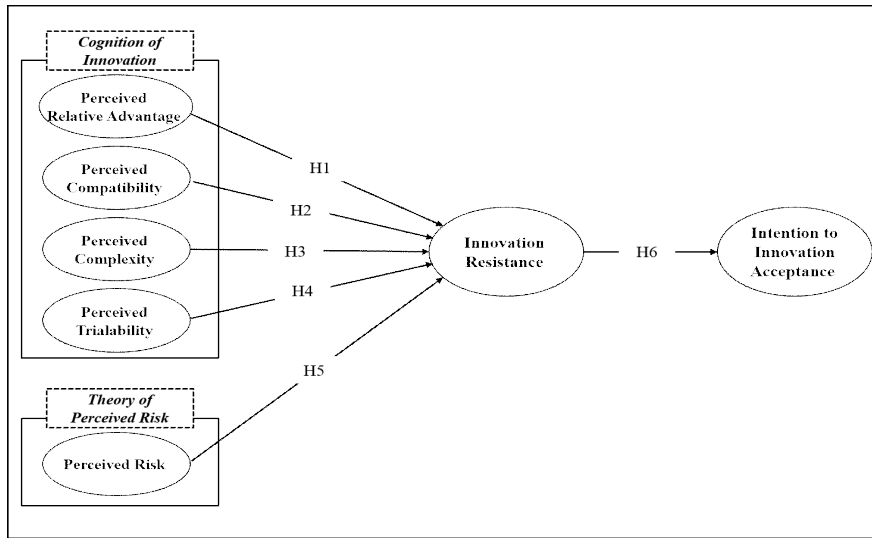 Cognition of
Innovation
Perceived
Relative Advantage
Perceived
Compatibility
Perceived
Complexity
Perceived
Trialability
H1
H2
H3
H4
H5
Theory of
Perceived Risk
Perceived Risk
Innovation
Resistance
H6
Intention to
Innovation
Acceptance